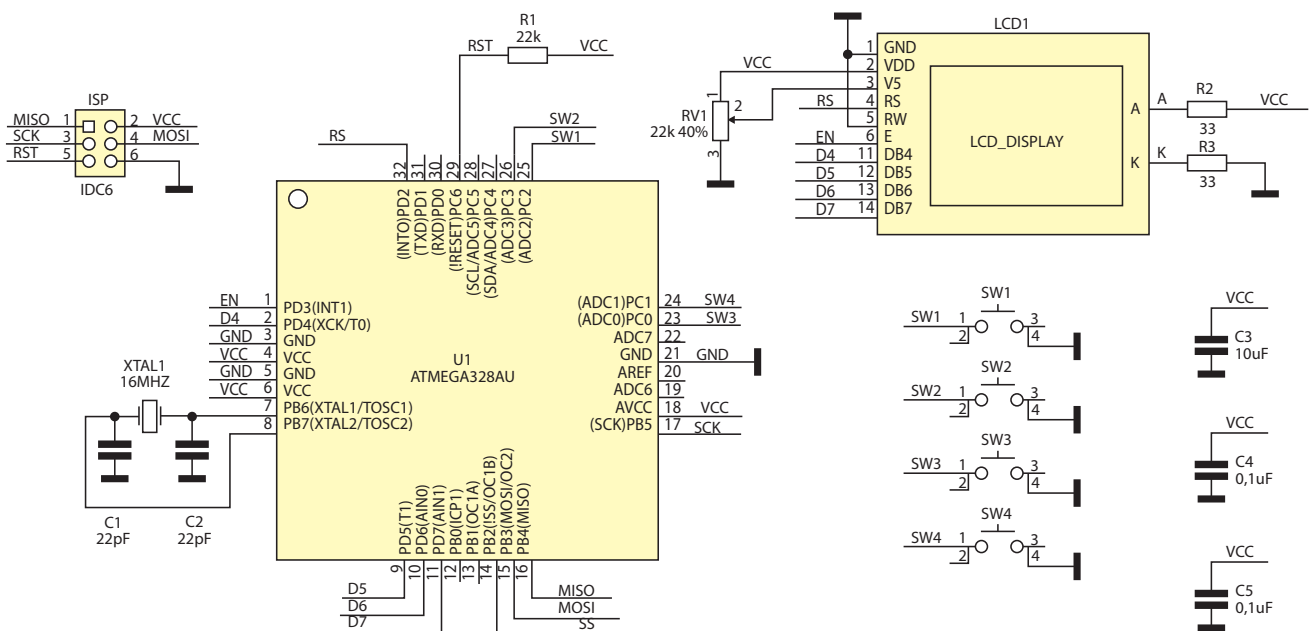 R1
22k
RST
VCC
ISP
MISO 1 2 VCC
SCK 3 4 MOSI
RST 5 6
IDC6
RS
SW2
SW1
32 31 30 29 28 27 26 25
(INTO)PD2
(TXD)PD1
(RXD)PD0
(!RESET)PC6
(SCL/ADC5)PC5
(SDA/ADC4)PC4
(ADC3)PC3
(ADC2)PC2
EN 1 PD3(INT1)
D4 2 PD4(XCK/T0)
GND 3 GND
VCC 4 VCC
GND 5 GND
VCC 6 VCC
7 PB6(XTAL1/TOSC1)
8 PB7(XTAL2/TOSC2)
U1
ATMEGA328AU
(ADC1)PC1 24 SW4
(ADC0)PC0 23 SW3
ADC7 22
GND 21 GND
AREF 20
ADC6 19
AVCC 18 VCC
(SCK)PB5 17 SCK
XTAL1
16MHZ
C1
22pF
C2
22pF
PD5(T1)
PD6(AIN0)
PD7(AIN1)
PB0(ICP1)
PB1(OC1A)
PB2(!SS/OC1B)
PB3(MOSI/OC2)
PB4(MISO)
9 10 11 12 13 14 15 16
D5
D6
D7
MISO
MOSI
SS
LCD1
VCC
1 GND
2 VDD
3 V5
RS 4 RS
5 RW
EN 6 E
D4 11 DB4
D5 12 DB5
D6 13 DB6
D7 14 DB7
LCD_DISPLAY
RV1
22k 40%
1
2
3
A A
R2
33
VCC
K K
R3
33
SW1
SW1 1 3
2 4
SW2
SW2 1 3
2 4
SW3
SW3 1 3
2 4
SW4
SW4 1 3
2 4
VCC
C3
10uF
VCC
C4
0,1uF
VCC
C5
0,1uF